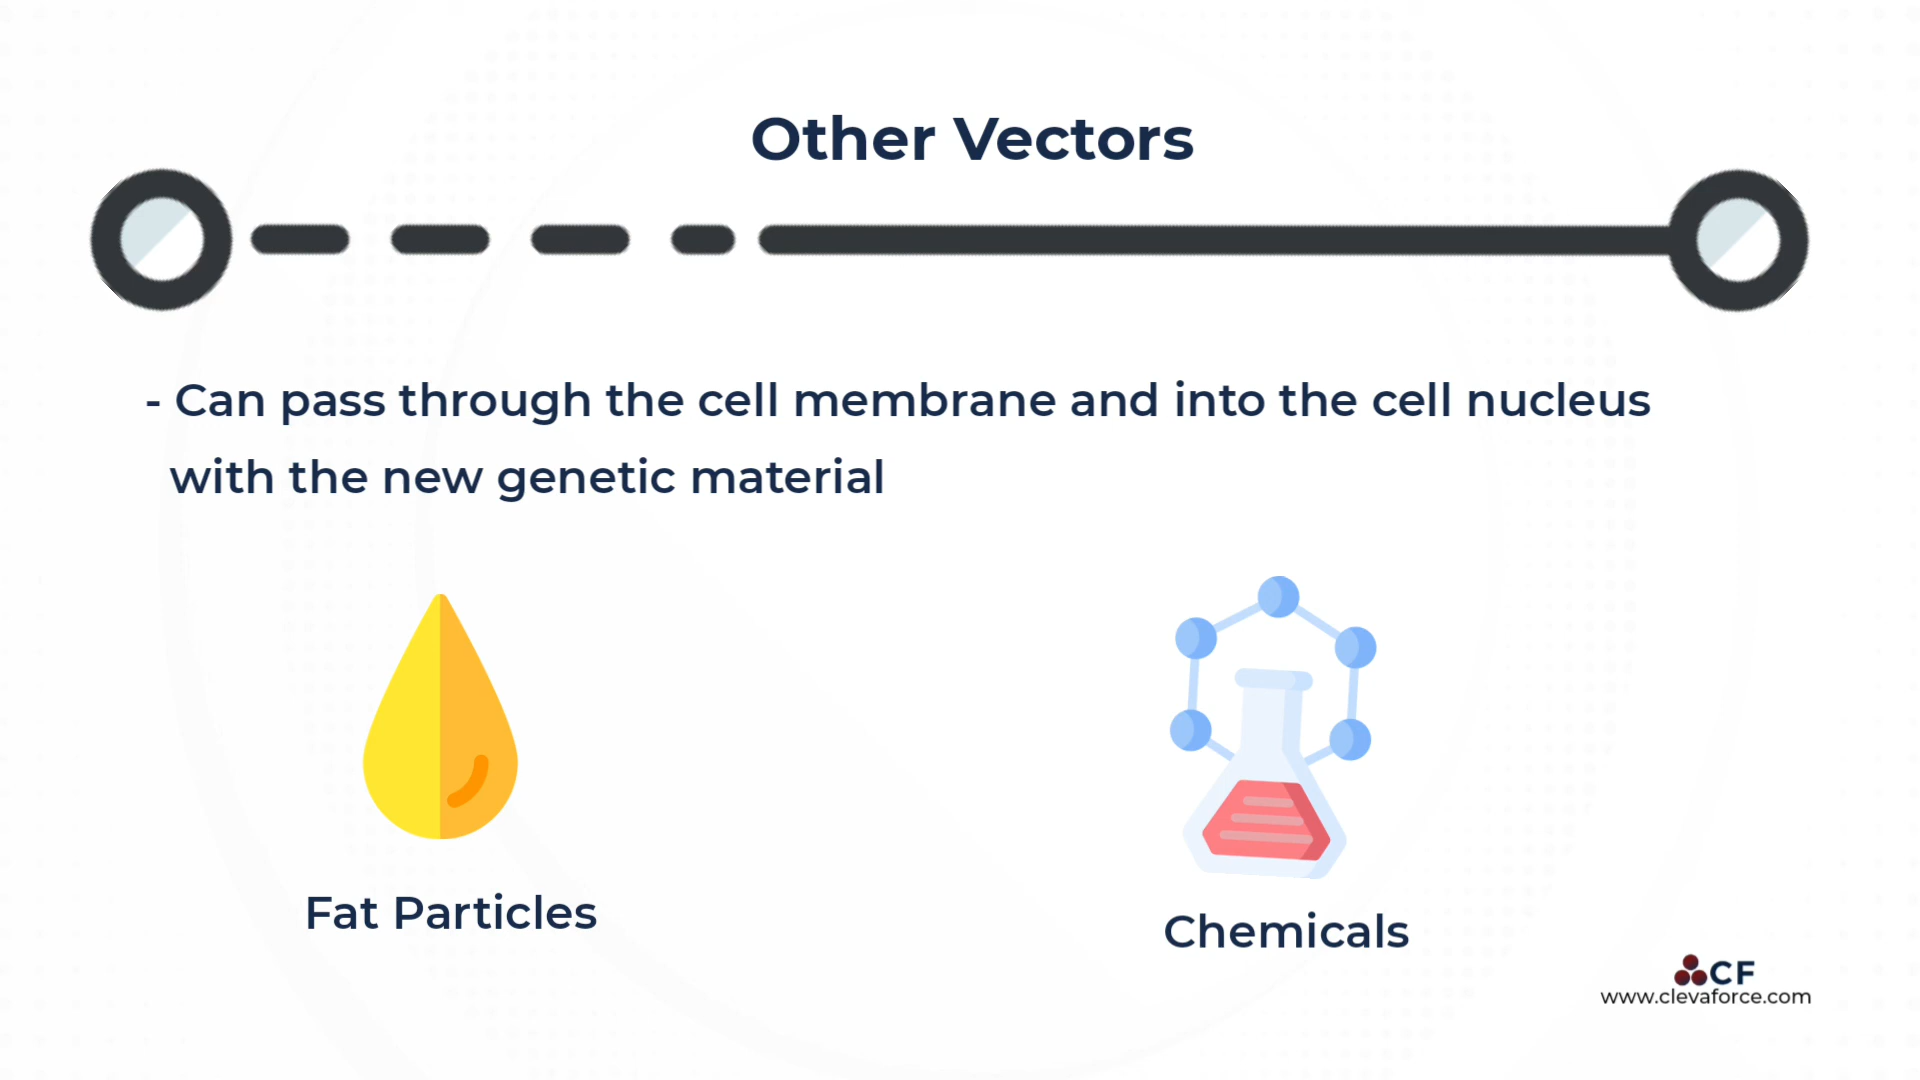 Other Vectors
- Can pass through the cell membrane and into the cell nucleus
with the new genetic material
Fat Particles
Chemicals
CF
www.clevaforce.com